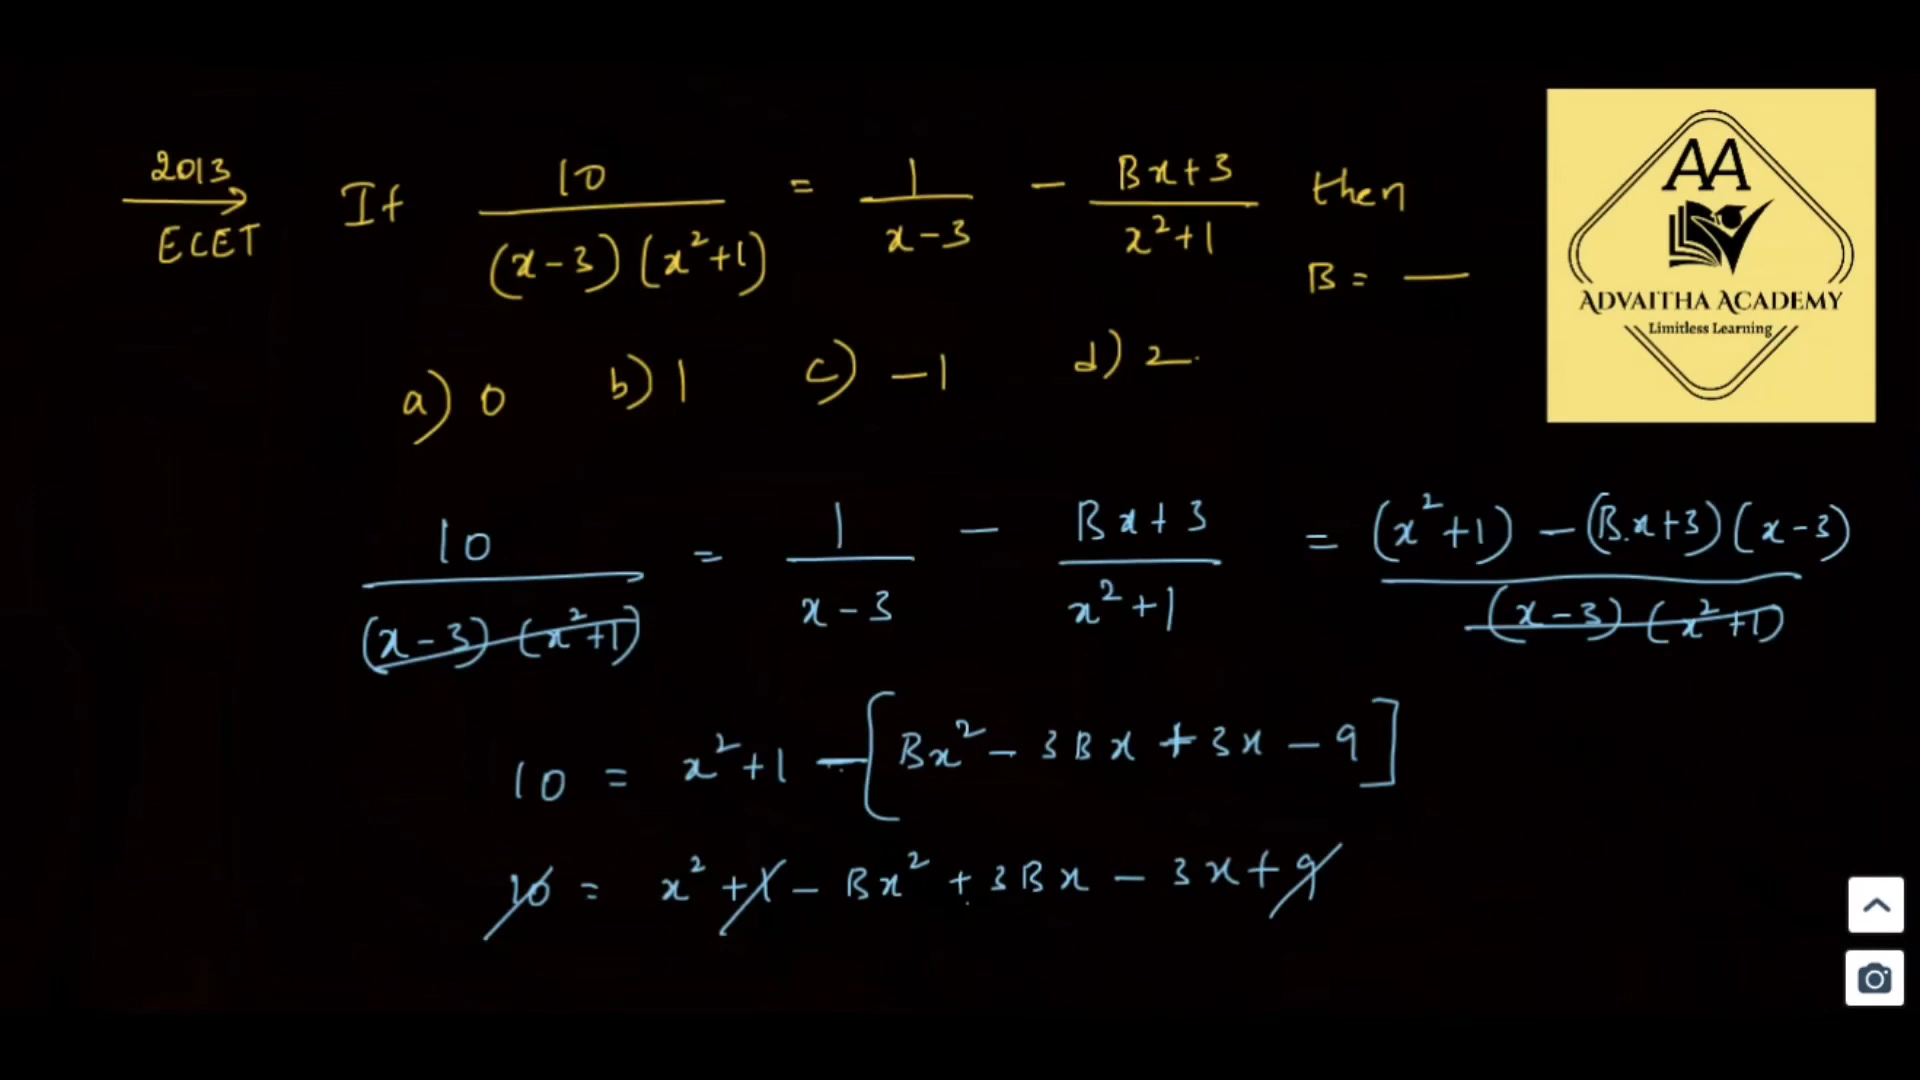 2013
ECET
If 10/((x-3)(x²+1)) = 1/(x-3) - (Bx+3)/(x²+1) then
B = —
a) 0 b) 1 c) -1 d) 2
10/((x-3)(x²+1)) = 1/(x-3) - (Bx+3)/(x²+1) = ((x²+1) - (B.x+3)(x-3))/((x-3)(x²+1))
10 = x²+1 - [Bx² - 3Bx + 3x - 9]
10 = x² + 1 - Bx² + 3Bx - 3x + 9
AA
ADVAITHA ACADEMY
Limitless Learning